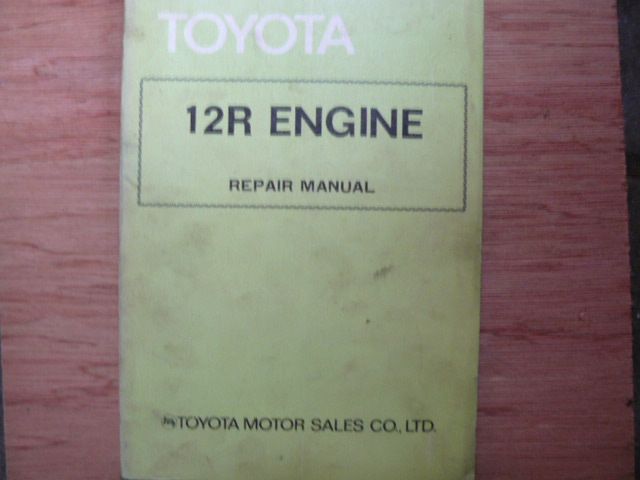 TOYOTA
12R ENGINE
REPAIR MANUAL
TOYOTA MOTOR SALES CO., LTD.